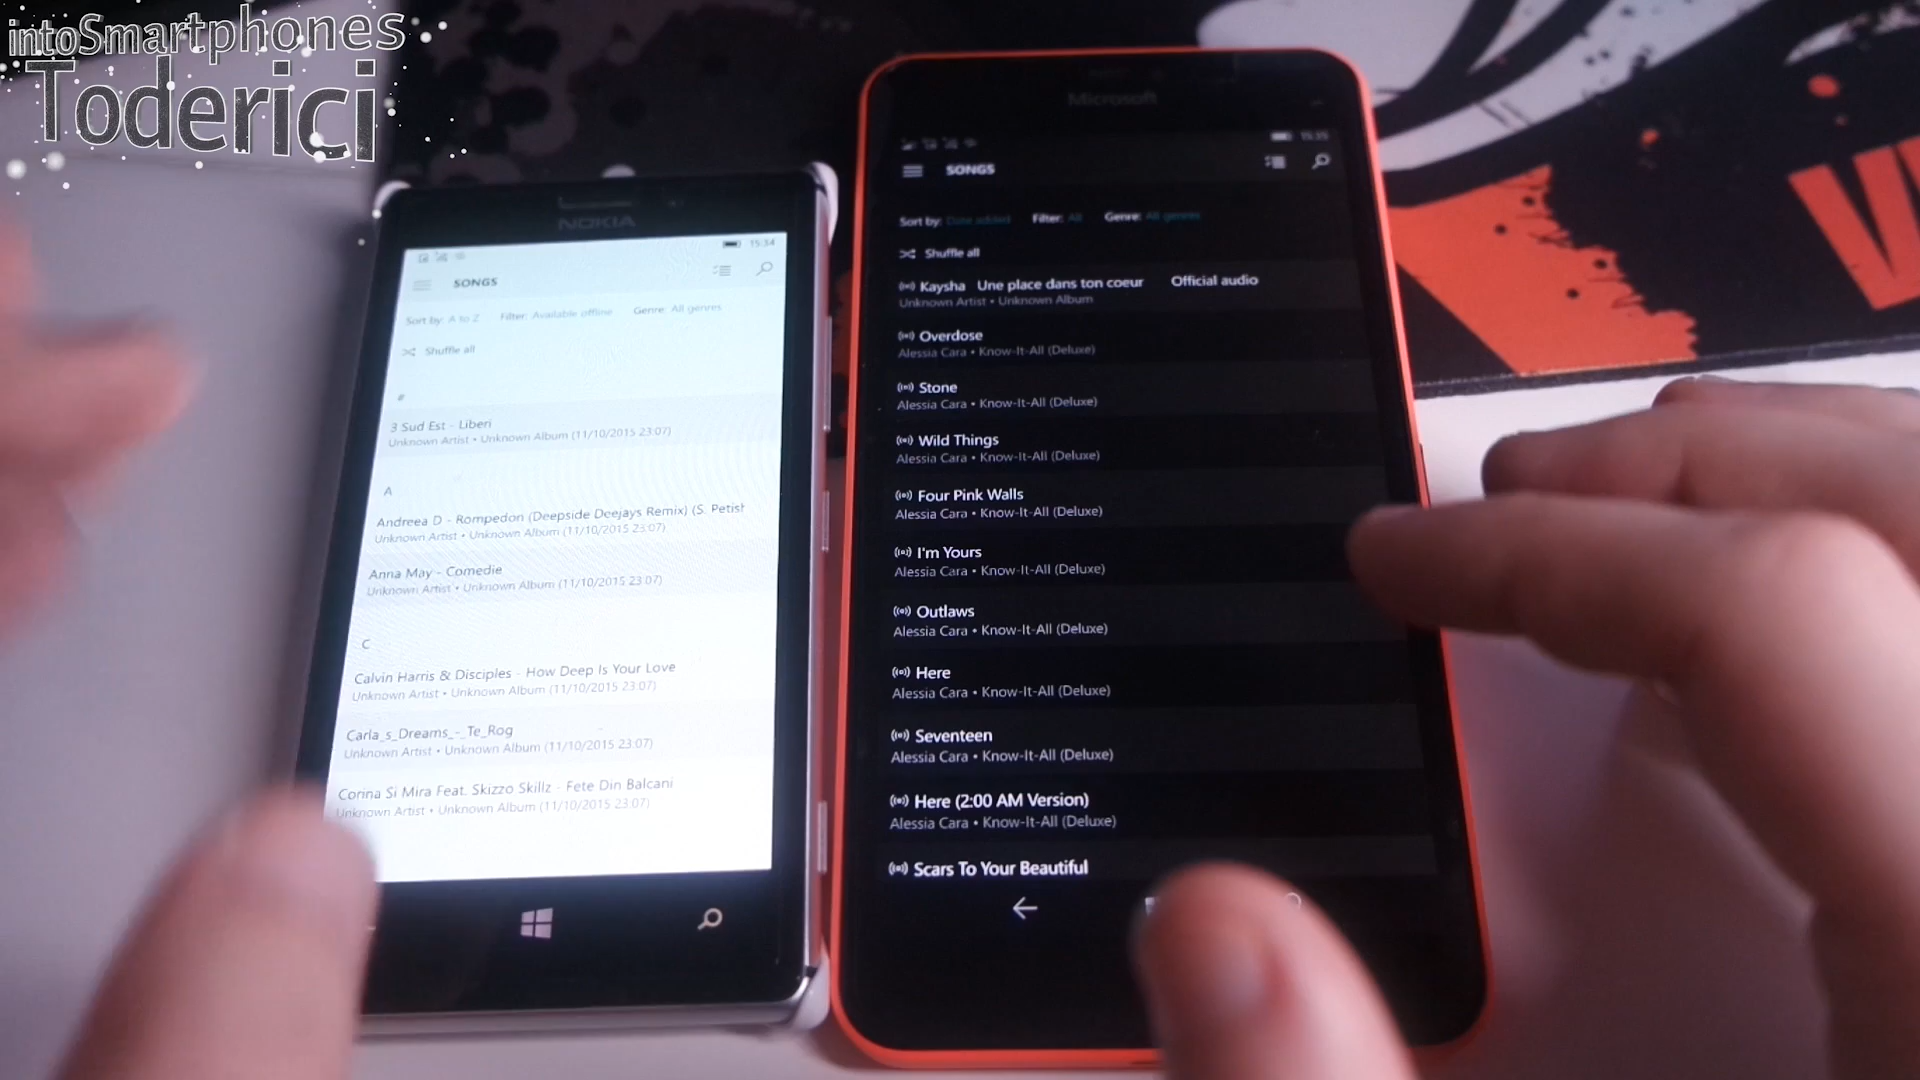 intoSmartphones
Toderici
NOKIA
15:34
SONGS
Sort by: A to Z Filter: Available offline Genre: All genres
Shuffle all
#
3 Sud Est - Liberi
Unknown Artist • Unknown Album (11/10/2015 23:07)
A
Andreea D - Rompedon (Deepside Deejays Remix) (S. Petist
Unknown Artist • Unknown Album (11/10/2015 23:07)
Anna May - Comedie
Unknown Artist • Unknown Album (11/10/2015 23:07)
C
Calvin Harris & Disciples - How Deep Is Your Love
Unknown Artist • Unknown Album (11/10/2015 23:07)
Carla_s_Dreams_-_Te_Rog
Unknown Artist • Unknown Album (11/10/2015 23:07)
Corina Si Mira Feat. Skizzo Skillz - Fete Din Balcani
Unknown Artist • Unknown Album (11/10/2015 23:07)
Microsoft
15:35
SONGS
Sort by: Date added Filter: All Genre: All genres
Shuffle all
Kaysha Une place dans ton coeur Official audio
Unknown Artist • Unknown Album
Overdose
Alessia Cara • Know-It-All (Deluxe)
Stone
Alessia Cara • Know-It-All (Deluxe)
Wild Things
Alessia Cara • Know-It-All (Deluxe)
Four Pink Walls
Alessia Cara • Know-It-All (Deluxe)
I'm Yours
Alessia Cara • Know-It-All (Deluxe)
Outlaws
Alessia Cara • Know-It-All (Deluxe)
Here
Alessia Cara • Know-It-All (Deluxe)
Seventeen
Alessia Cara • Know-It-All (Deluxe)
Here (2:00 AM Version)
Alessia Cara • Know-It-All (Deluxe)
Scars To Your Beautiful